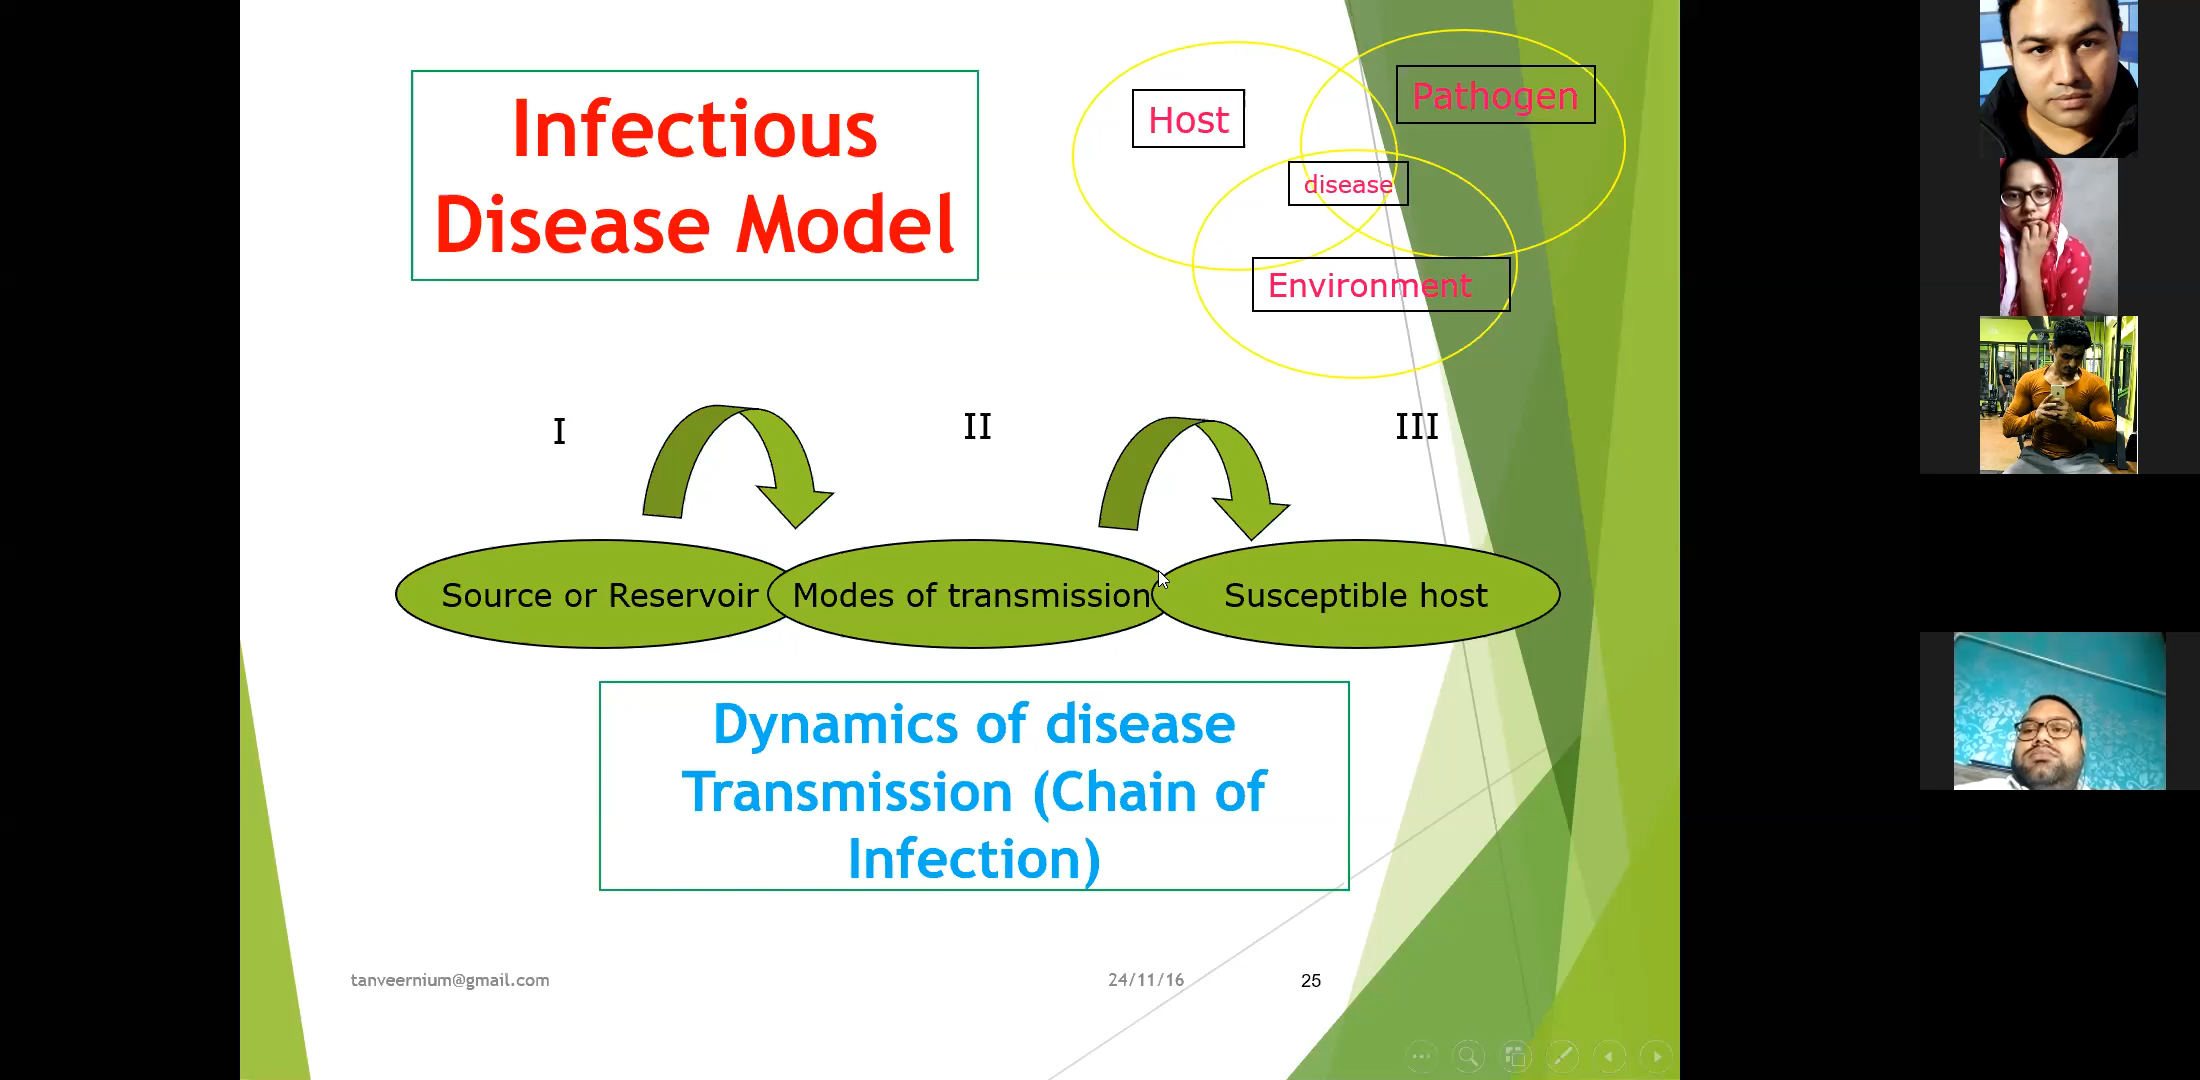 Infectious
Disease Model
Host
Pathogen
disease
Environment
I
II
III
Source or Reservoir
Modes of transmission
Susceptible host
Dynamics of disease
Transmission (Chain of
Infection)
tanveernium@gmail.com
24/11/16
25